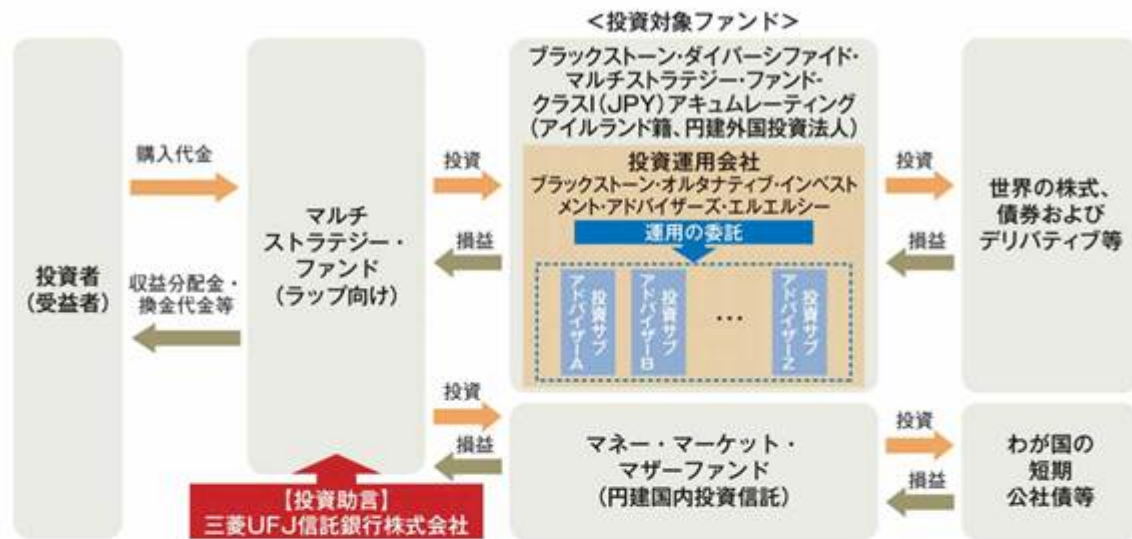 ＜投資対象ファンド＞
投資者
（受益者）
購入代金
収益分配金・
換金代金等
マルチ
ストラテジー・
ファンド
（ラップ向け）
【投資助言】
三菱UFJ信託銀行株式会社
投資
損益
ブラックストーン・ダイバーシファイド・
マルチストラテジー・ファンド-
クラスI（JPY）アキュムレーティング
（アイルランド籍、円建外国投資法人）
投資運用会社
ブラックストーン・オルタナティブ・インベスト
メント・アドバイザーズ・エルエルシー
運用の委託
投資サブ
アドバイザーA
投資サブ
アドバイザーB
…
投資サブ
アドバイザーZ
投資
損益
世界の株式、
債券および
デリバティブ等
投資
損益
マネー・マーケット・
マザーファンド
（円建国内投資信託）
投資
損益
わが国の
短期
公社債等